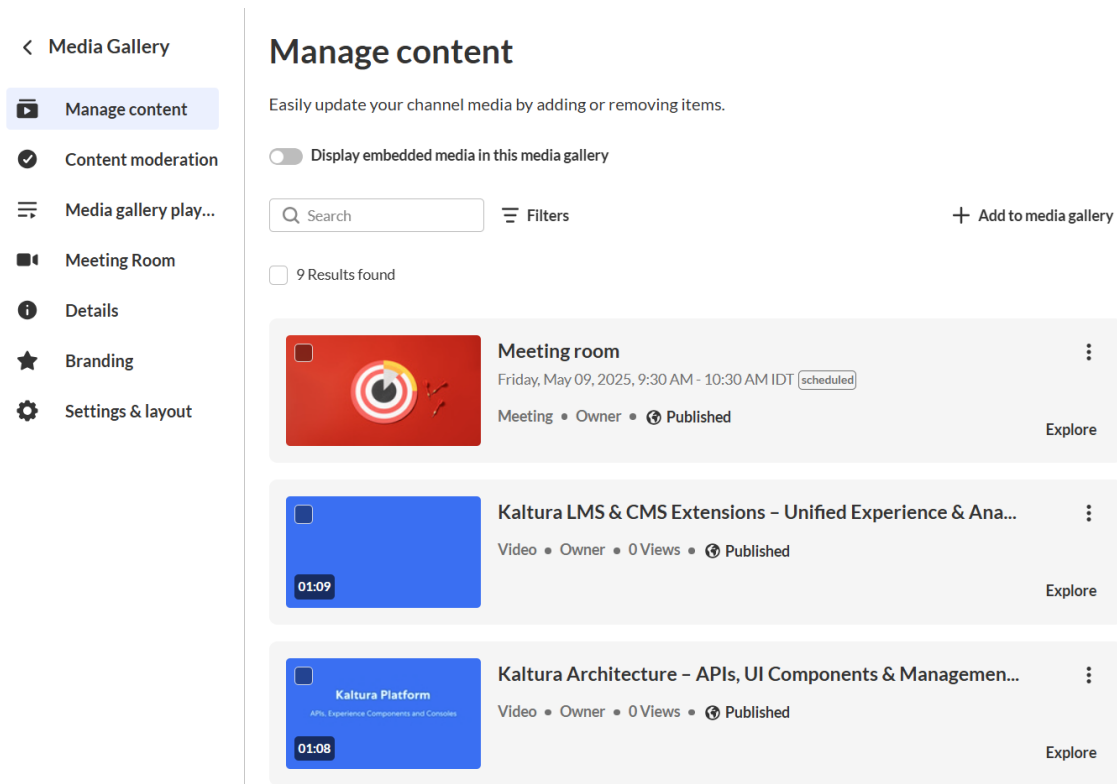 Media Gallery
Manage content
Content moderation
Media gallery play...
Meeting Room
Details
Branding
Settings & layout
Manage content
Easily update your channel media by adding or removing items.
Display embedded media in this media gallery
Search
Filters
Add to media gallery
9 Results found
Meeting room
Friday, May 09, 2025, 9:30 AM - 10:30 AM IDT scheduled
Meeting • Owner • Published
Explore
01:09
Kaltura LMS & CMS Extensions – Unified Experience & Ana...
Video • Owner • 0 Views • Published
Explore
Kaltura Platform
APIs, Experience Components and Consoles
01:08
Kaltura Architecture – APIs, UI Components & Managemen...
Video • Owner • 0 Views • Published
Explore